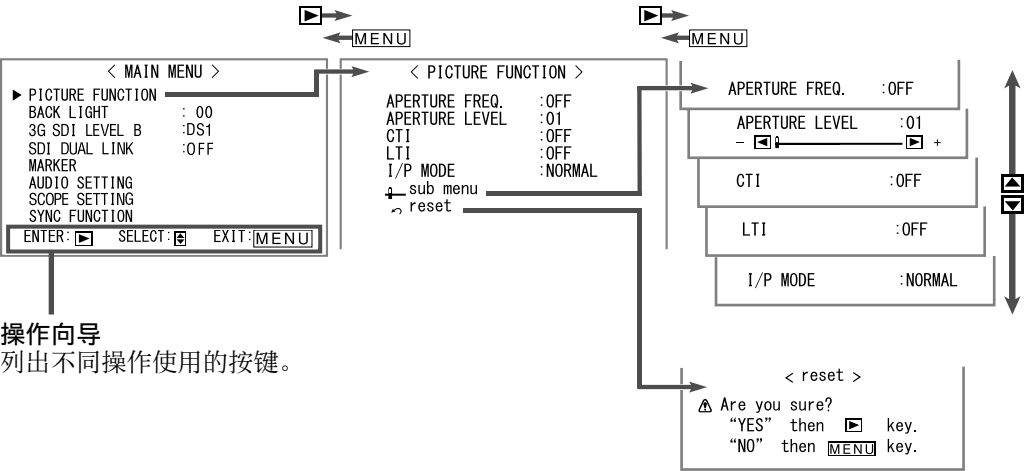 MENU
MENU
< MAIN MENU >
PICTURE FUNCTION
BACK LIGHT : 00
3G SDI LEVEL B :DS1
SDI DUAL LINK :OFF
MARKER
AUDIO SETTING
SCOPE SETTING
SYNC FUNCTION
ENTER: SELECT: EXIT:MENU
操作向导
列出不同操作使用的按键。
< PICTURE FUNCTION >
APERTURE FREQ. :OFF
APERTURE LEVEL :01
CTI :OFF
LTI :OFF
I/P MODE :NORMAL
sub menu
reset
APERTURE FREQ. :OFF
APERTURE LEVEL :01
- +
CTI :OFF
LTI :OFF
I/P MODE :NORMAL
< reset >
Are you sure?
“YES” then key.
“NO” then MENU key.